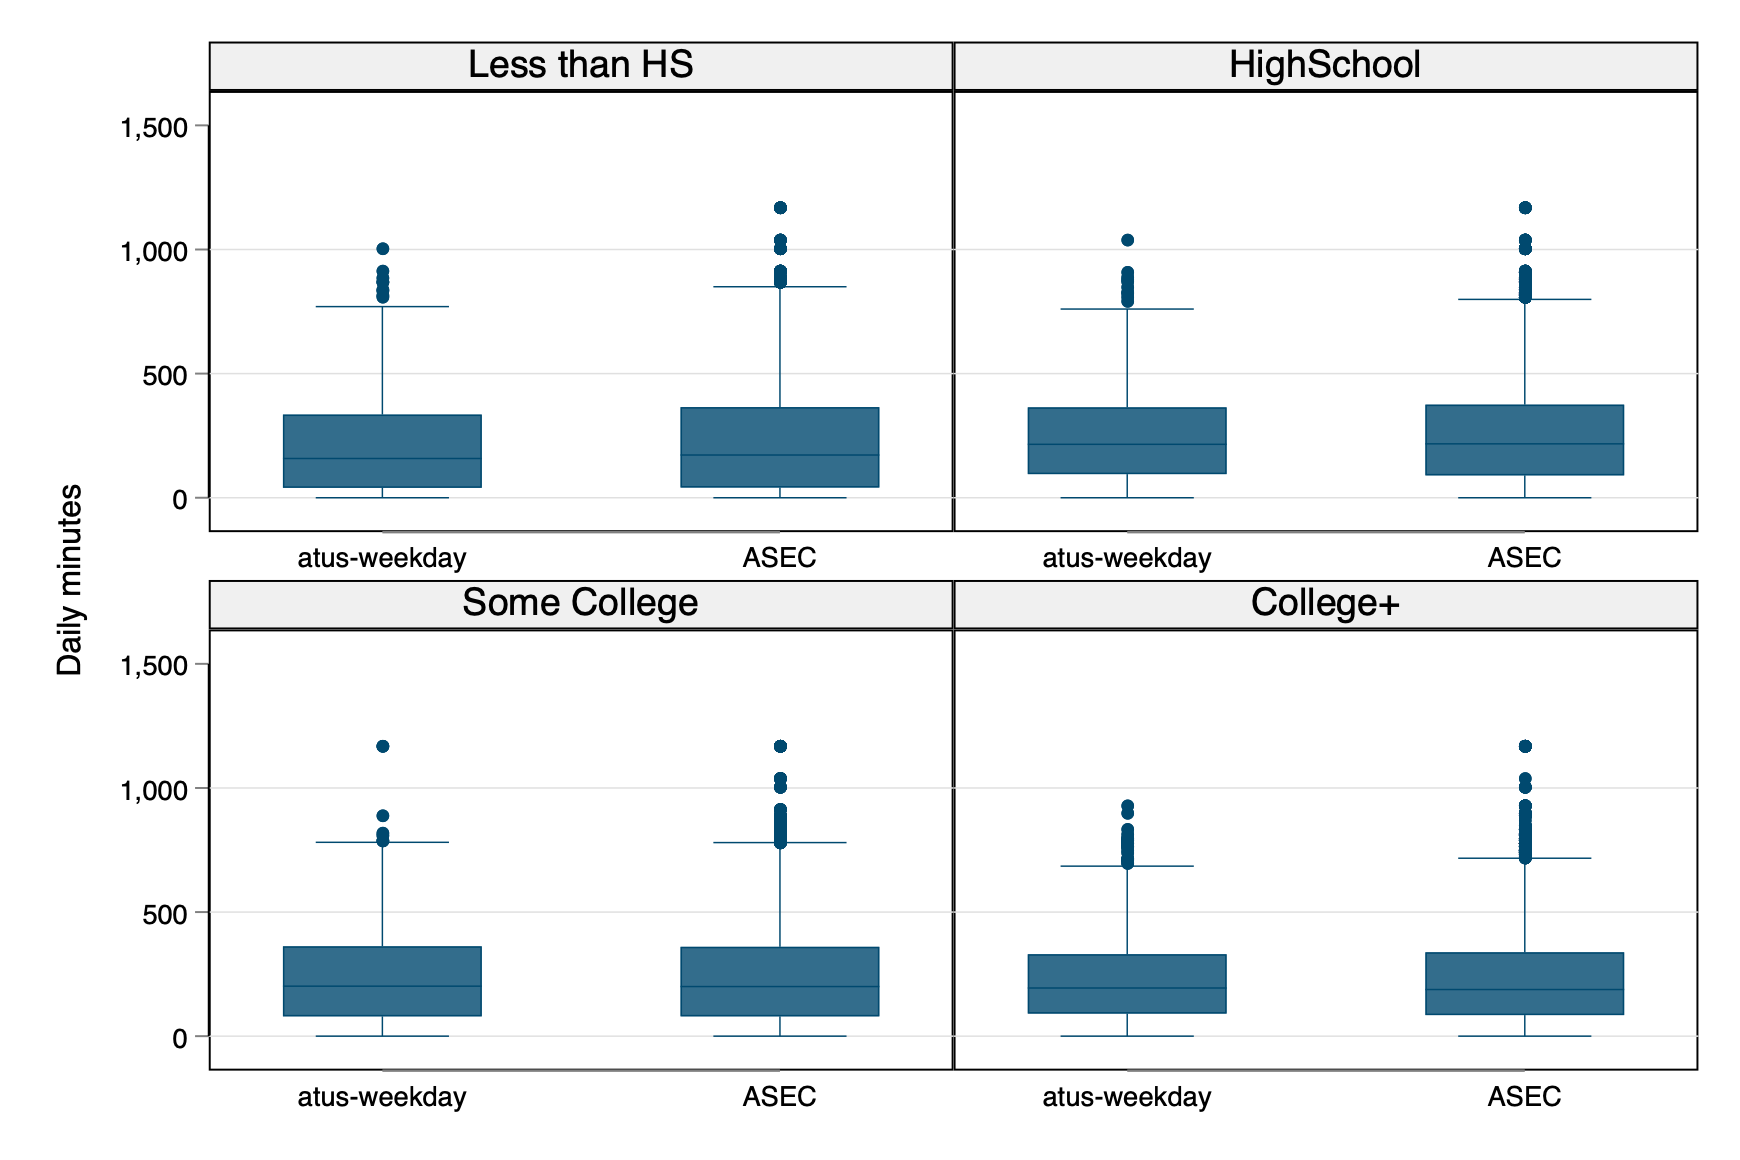 Less than HS
HighSchool
1,500
1,000
500
0
atus-weekday
ASEC
atus-weekday
ASEC
Daily minutes
Some College
College+
1,500
1,000
500
0
atus-weekday
ASEC
atus-weekday
ASEC